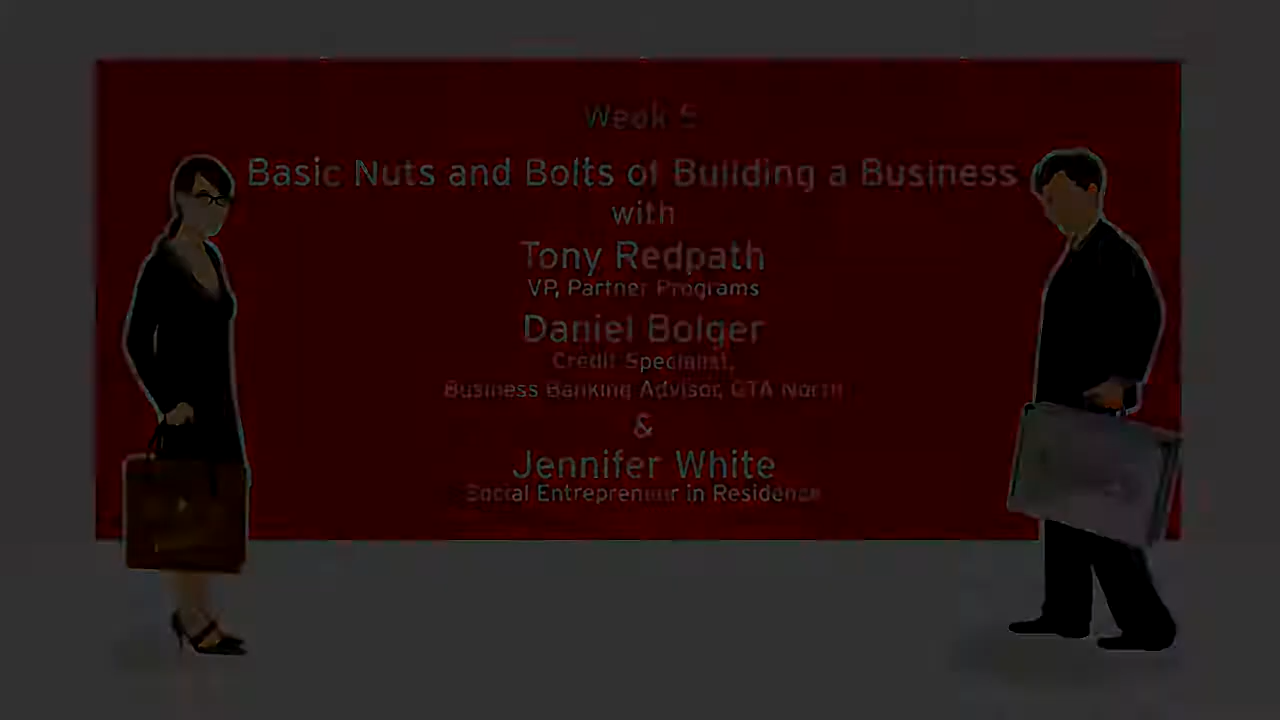 Week 5
Basic Nuts and Bolts of Building a Business
with
Tony Redpath
VP, Partner Programs
Daniel Bolger
Credit Specialist,
Business Banking Advisor, GTA North
&
Jennifer White
Social Entrepreneur in Residence